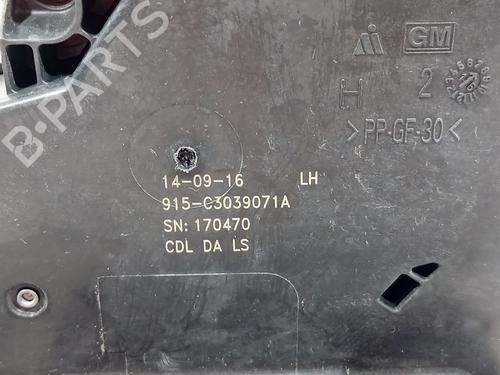 B-PARTS
GM
H 2
>PP-GF-30<
14-09-16 LH
915-C3039071A
SN: 170470
CDL DA LS